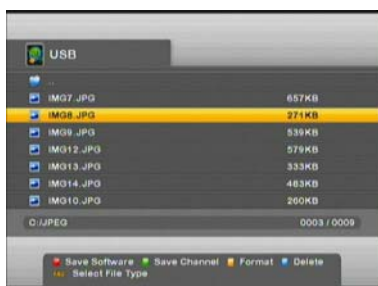 USB
..
IMG7.JPG 657KB
IMG8.JPG 271KB
IMG9.JPG 539KB
IMG12.JPG 579KB
IMG13.JPG 333KB
IMG14.JPG 483KB
IMG10.JPG 260KB
C:/JPEG 0003 / 0009
Save Software Save Channel Format Delete
Select File Type